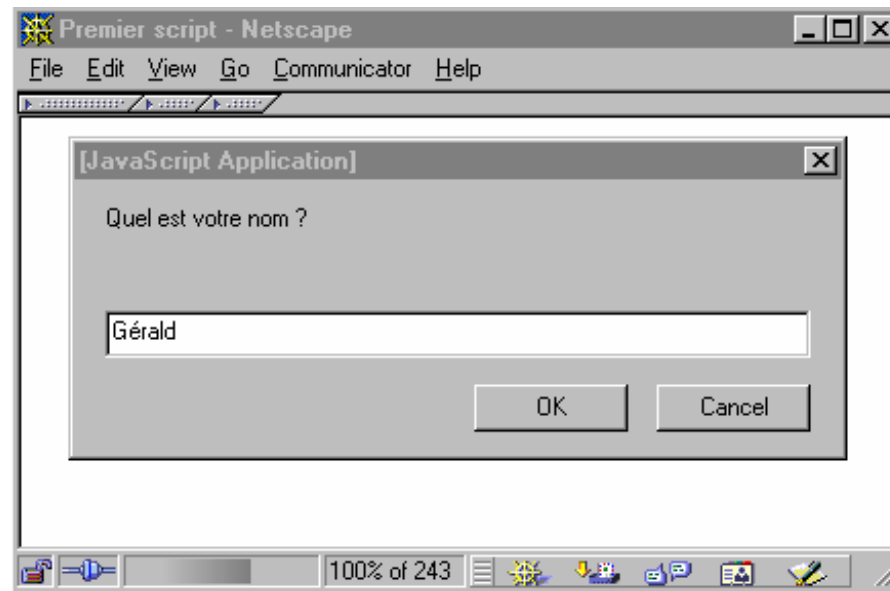 Premier script - Netscape
File Edit View Go Communicator Help
[JavaScript Application]
Quel est votre nom ?
Gérald
OK Cancel
100% of 243